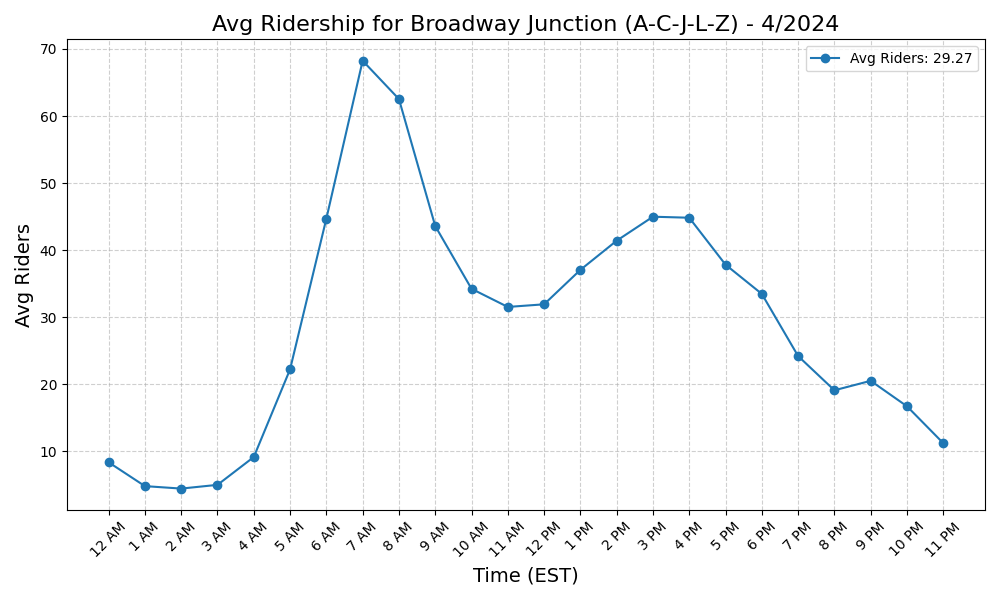 Avg Ridership for Broadway Junction (A-C-J-L-Z) - 4/2024
Avg Riders: 29.27
Avg Riders
70
60
50
40
30
20
10
12 AM
1 AM
2 AM
3 AM
4 AM
5 AM
6 AM
7 AM
8 AM
9 AM
10 AM
11 AM
12 PM
1 PM
2 PM
3 PM
4 PM
5 PM
6 PM
7 PM
8 PM
9 PM
10 PM
11 PM
Time (EST)